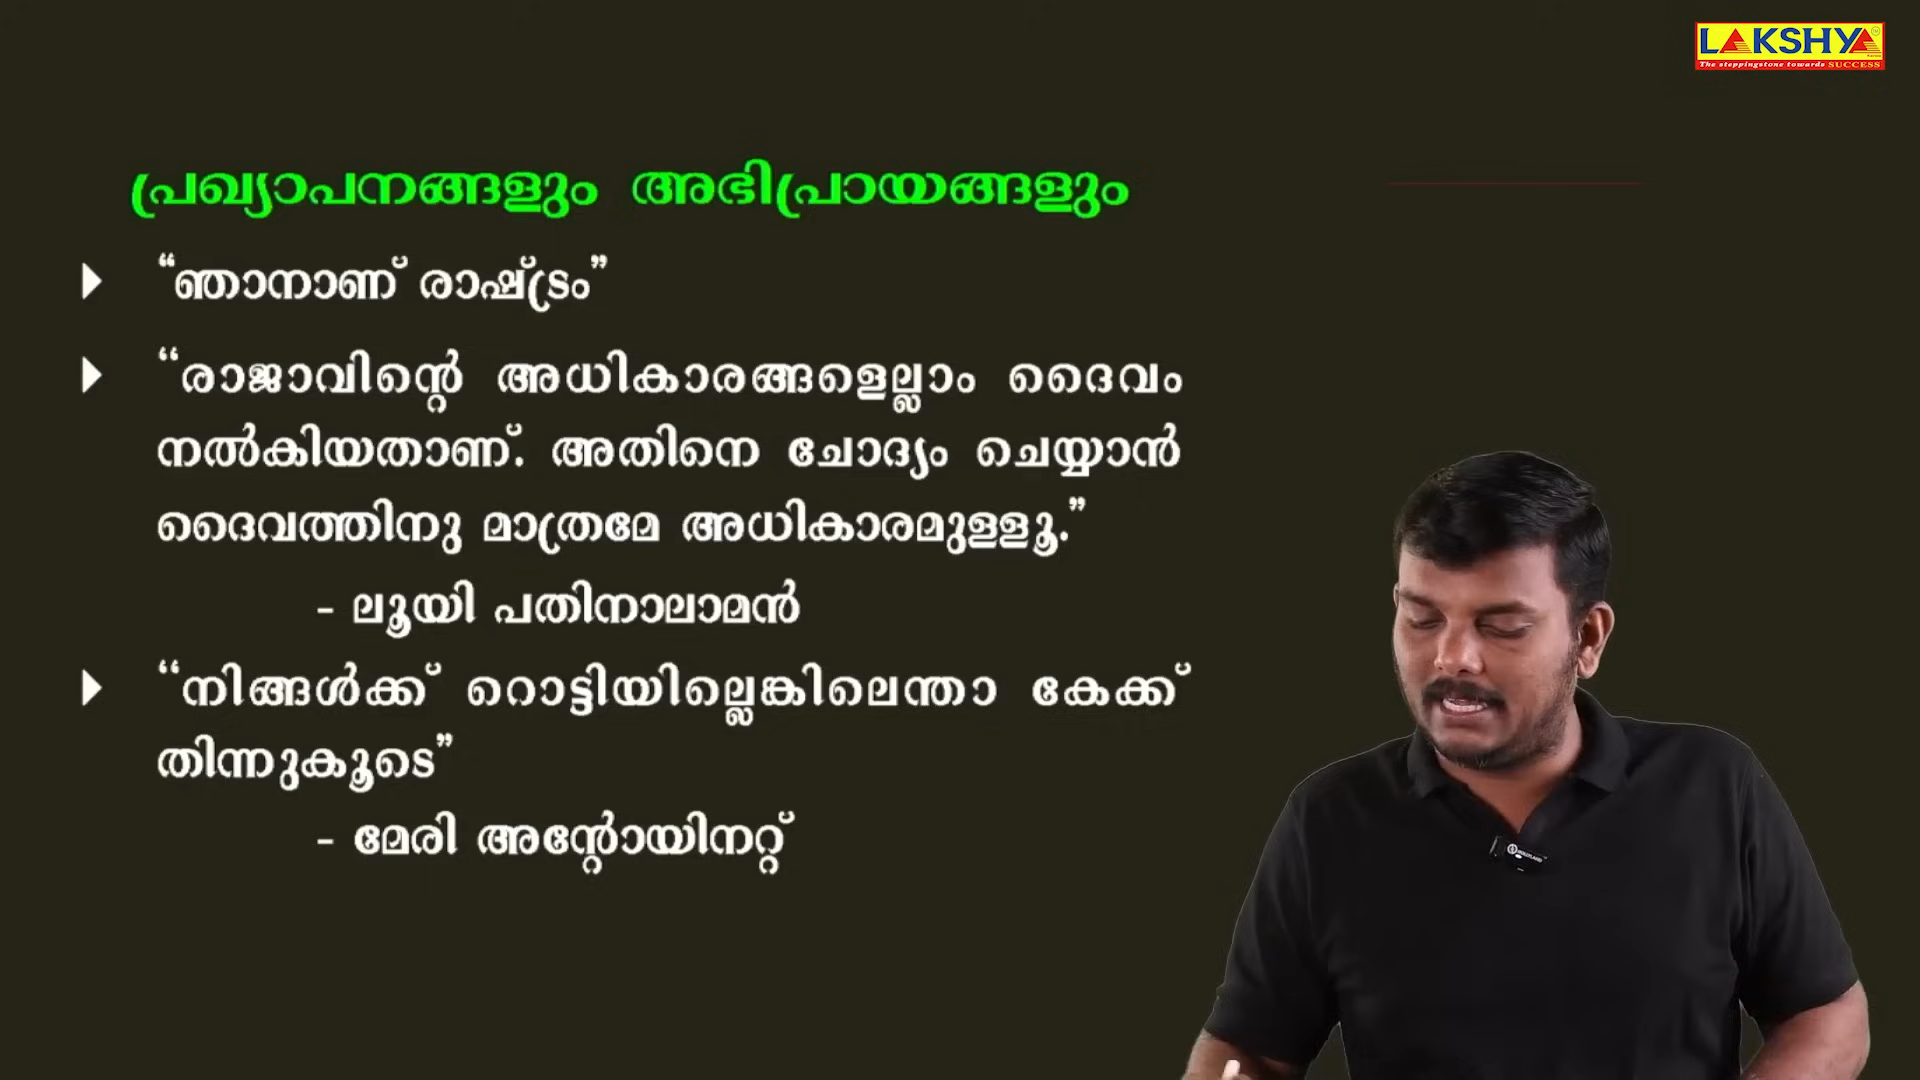 LAKSHYA
The steppingstone towards SUCCESS
പ്രഖ്യാപനങ്ങളും അഭിപ്രായങ്ങളും
“ഞാനാണ് രാഷ്ട്രം”
“രാജാവിന്റെ അധികാരങ്ങളെല്ലാം ദൈവം
നൽകിയതാണ്. അതിനെ ചോദ്യം ചെയ്യാൻ
ദൈവത്തിനു മാത്രമേ അധികാരമുള്ളൂ.”
- ലൂയി പതിനാലാമൻ
“നിങ്ങൾക്ക് റൊട്ടിയില്ലെങ്കിലെന്താ കേക്ക്
തിന്നുകൂടെ”
- മേരി അന്റോയിനറ്റ്